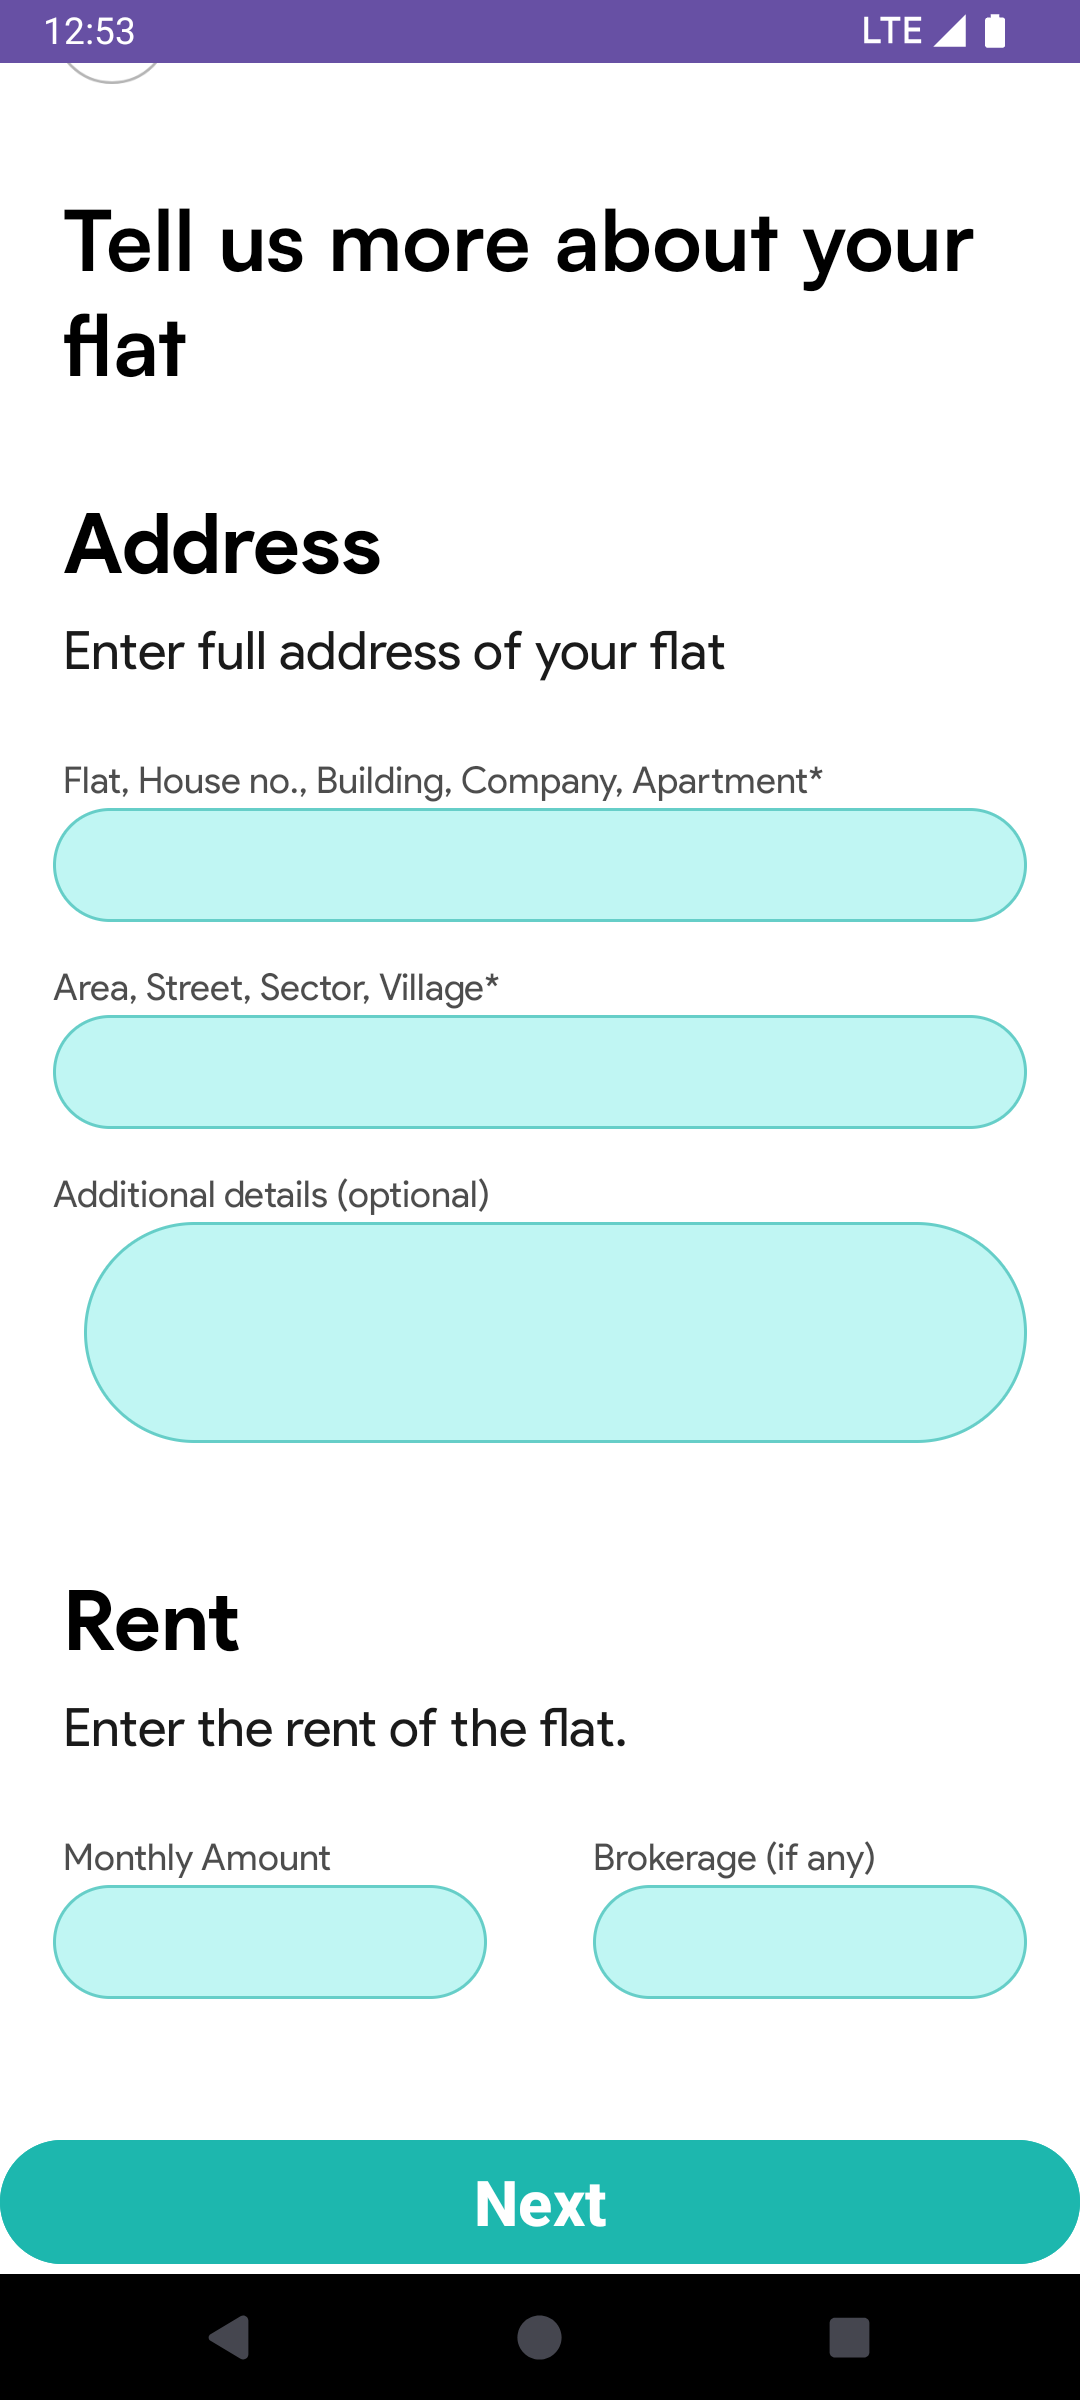 12:53
LTE
Tell us more about your
flat
Address
Enter full address of your flat
Flat, House no., Building, Company, Apartment*
Area, Street, Sector, Village*
Additional details (optional)
Rent
Enter the rent of the flat.
Monthly Amount
Brokerage (if any)
Next